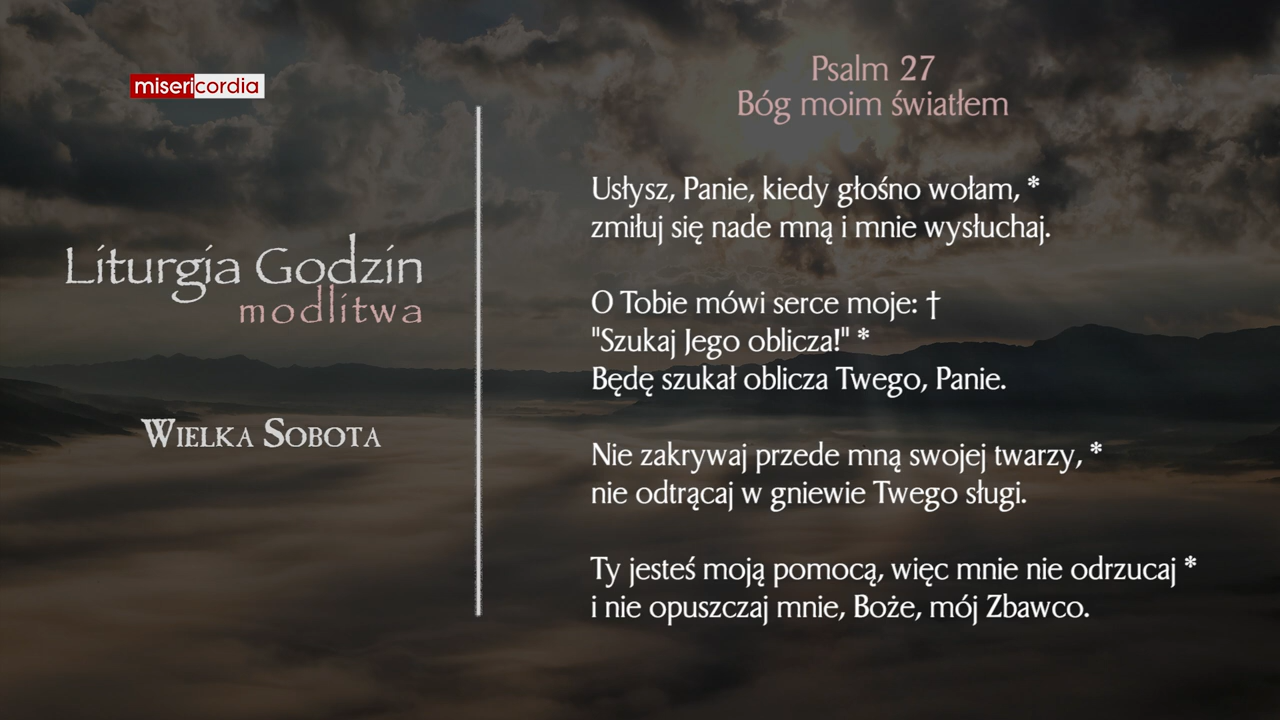 misericordia
Liturgia Godzin
modlitwa
Wielka Sobota
Psalm 27
Bóg moim światłem
Usłysz, Panie, kiedy głośno wołam, *
zmiłuj się nade mną i mnie wysłuchaj.
O Tobie mówi serce moje: †
"Szukaj Jego oblicza!" *
Będę szukał oblicza Twego, Panie.
Nie zakrywaj przede mną swojej twarzy, *
nie odtrącaj w gniewie Twego sługi.
Ty jesteś moją pomocą, więc mnie nie odrzucaj *
i nie opuszczaj mnie, Boże, mój Zbawco.